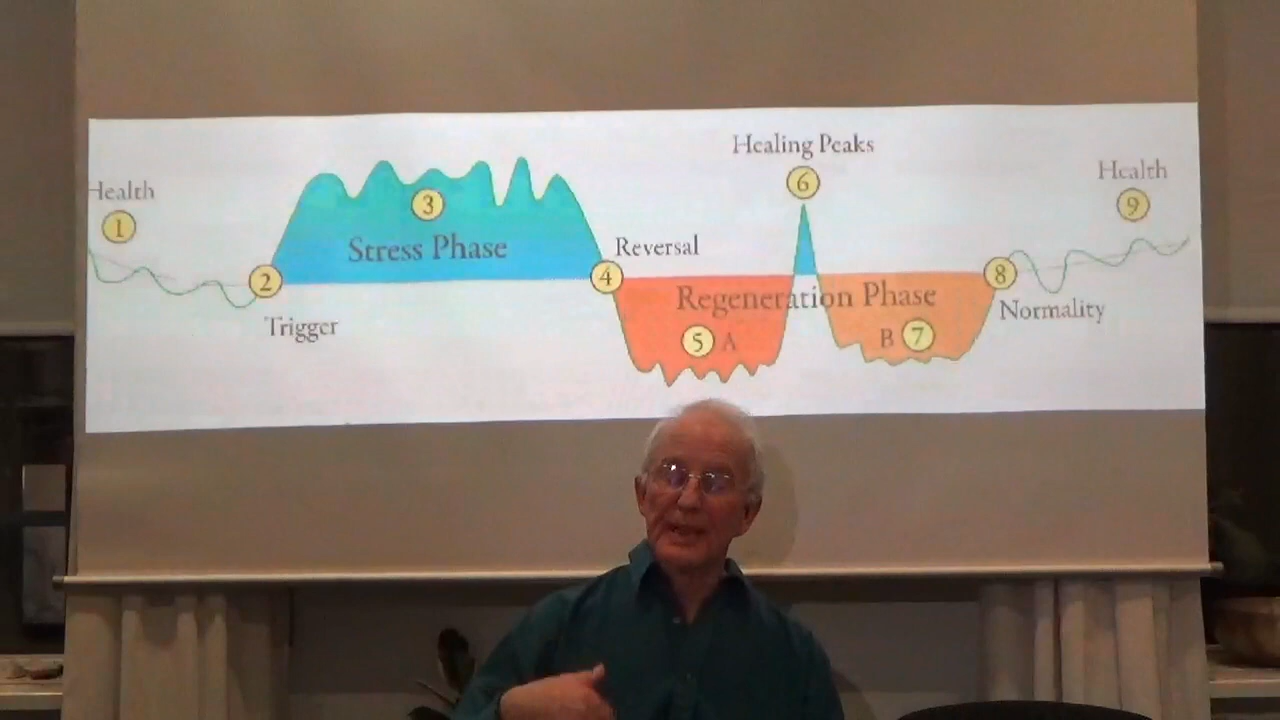 Health
1
2
Trigger
3
Stress Phase
4
Reversal
Regeneration Phase
5 A
Healing Peaks
6
B 7
8
Normality
Health
9